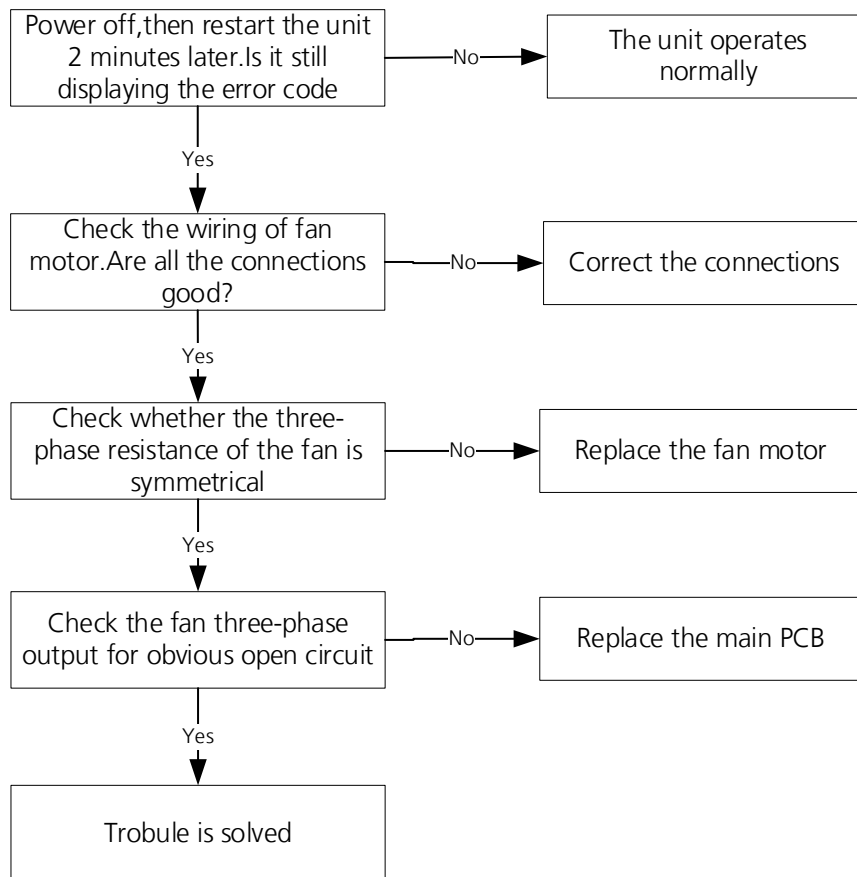 Power off,then restart the unit
2 minutes later.Is it still
displaying the error code
No
The unit operates
normally
Yes
Check the wiring of fan
motor.Are all the connections
good?
No
Correct the connections
Yes
Check whether the three-
phase resistance of the fan is
symmetrical
No
Replace the fan motor
Yes
Check the fan three-phase
output for obvious open circuit
No
Replace the main PCB
Yes
Trobule is solved